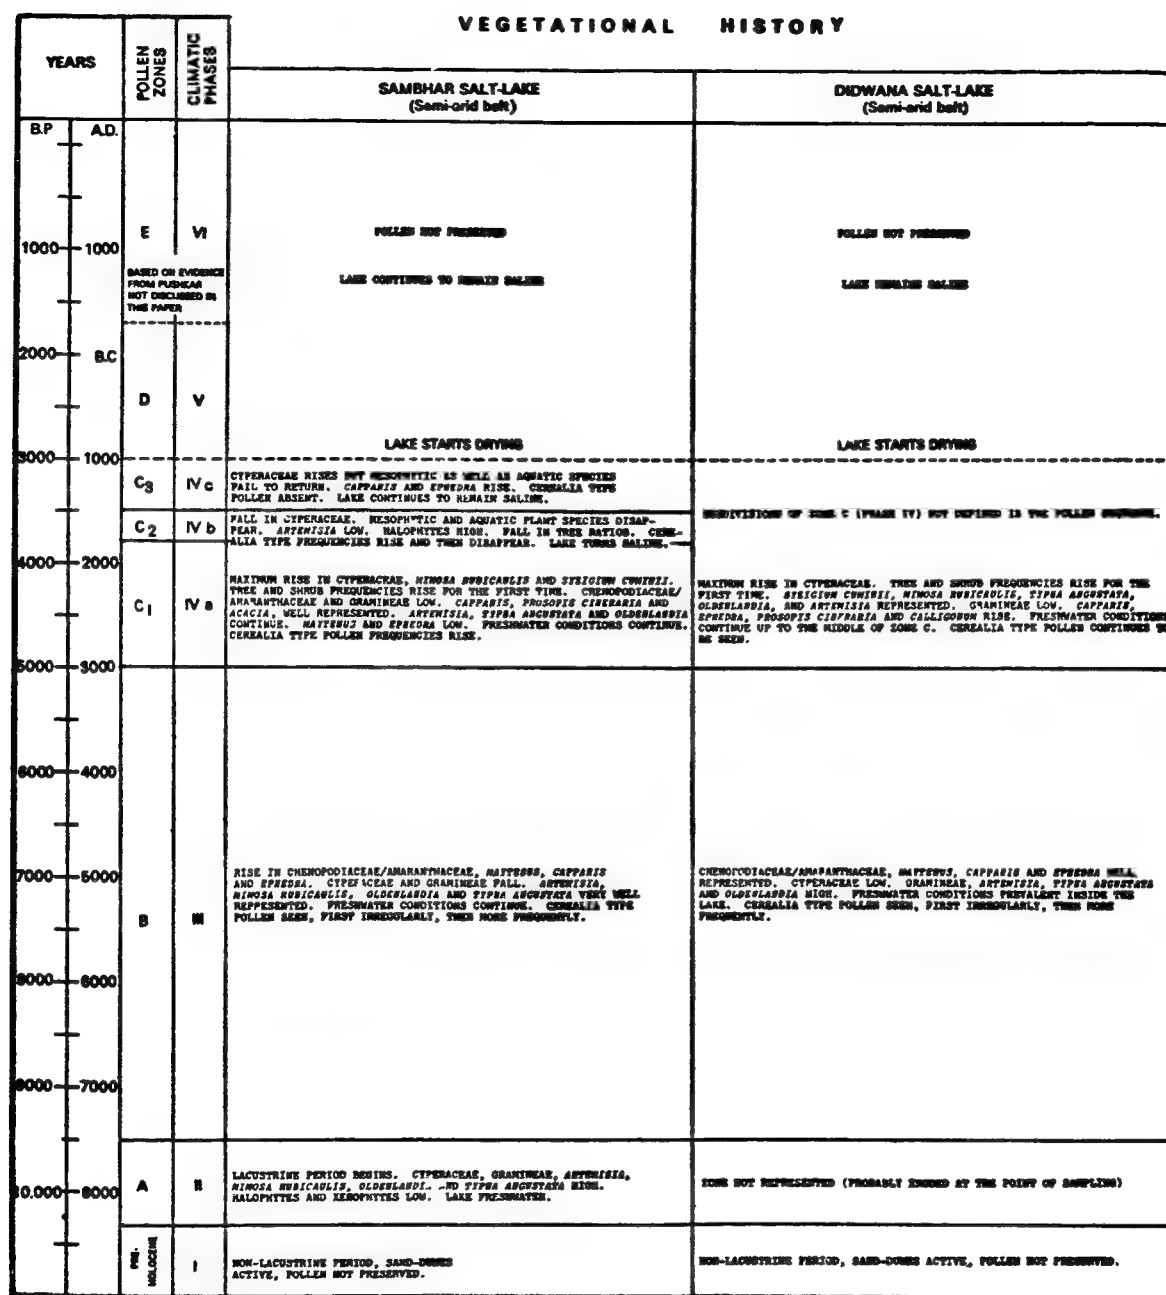 VEGETATIONAL HISTORY
YEARS
POLLEN ZONES
CLIMATIC PHASES
SAMBHAR SALT-LAKE
(Semi-arid belt)
DIDWANA SALT-LAKE
(Semi-arid belt)
B.P
A.D.
E
VI
POLLEN NOT PRESERVED
POLLEN NOT PRESERVED
1000
1000
BASED ON EVIDENCE
FROM PUSHKAR
NOT DISCUSSED IN
THIS PAPER
LAKE CONTINUES TO REMAIN SALINE
LAKE REMAINS SALINE
2000
B.C
D
V
LAKE STARTS DRYING
LAKE STARTS DRYING
3000
1000
C3
IV c
CYPERACEAE RISES BUT MESOPHYTIC AS WELL AS AQUATIC SPECIES
FAIL TO RETURN. CAPPARIS AND EPHEDRA RISE. CEREALIA TYPE
POLLEN ABSENT. LAKE CONTINUES TO REMAIN SALINE.
C2
IV b
FALL IN CYPERACEAE. MESOPHYTIC AND AQUATIC PLANT SPECIES DISAP-
PEAR. ARTEMISIA LOW. HALOPHYTES HIGH. FALL IN TREE RATIOS. CERE-
ALIA TYPE FREQUENCIES RISE AND THEN DISAPPEAR. LAKE TURNS SALINE.
SUBDIVISIONS OF ZONE C (PHASE IV) NOT DEFINED IN THE POLLEN SEQUENCE.
4000
2000
C1
IV a
MAXIMUM RISE IN CYPERACEAE, MIMOSA RUBICAULIS AND SYZIGIUM CUMINII.
TREE AND SHRUB FREQUENCIES RISE FOR THE FIRST TIME. CHENOPODIACEAE/
AMARANTHACEAE AND GRAMINEAE LOW. CAPPARIS, PROSOPIS CINERARIA AND
ACACIA, WELL REPRESENTED. ARTEMISIA, TYPHA ANGUSTATA AND OLDENLANDIA
CONTINUE. MAYTENUS AND EPHEDRA LOW. FRESHWATER CONDITIONS CONTINUE.
CEREALIA TYPE POLLEN FREQUENCIES RISE.
MAXIMUM RISE IN CYPERACEAE. TREE AND SHRUB FREQUENCIES RISE FOR THE
FIRST TIME. SYZIGIUM CUMINII, MIMOSA RUBICAULIS, TYPHA ANGUSTATA,
OLDENLANDIA, AND ARTEMISIA REPRESENTED. GRAMINEAE LOW. CAPPARIS,
EPHEDRA, PROSOPIS CINERARIA AND CALLIGONUM RISE. FRESHWATER CONDITIONS
CONTINUE UP TO THE MIDDLE OF ZONE C. CEREALIA TYPE POLLEN CONTINUES TO
BE SEEN.
5000
3000
6000
4000
7000
5000
B
III
RISE IN CHENOPODIACEAE/AMARANTHACEAE, MAYTENUS, CAPPARIS
AND EPHEDRA. CYPERACEAE AND GRAMINEAE FALL. ARTEMISIA,
MIMOSA RUBICAULIS, OLDENLANDIA AND TYPHA ANGUSTATA VERY WELL
REPRESENTED. FRESHWATER CONDITIONS CONTINUE. CEREALIA TYPE
POLLEN SEEN, FIRST IRREGULARLY, THEN MORE FREQUENTLY.
CHENOPODIACEAE/AMARANTHACEAE, MAYTENUS, CAPPARIS AND EPHEDRA WELL
REPRESENTED. CYPERACEAE LOW. GRAMINEAE, ARTEMISIA, TYPHA ANGUSTATA
AND OLDENLANDIA HIGH. FRESHWATER CONDITIONS PREVALENT INSIDE THE
LAKE. CEREALIA TYPE POLLEN SEEN, FIRST IRREGULARLY, THEN MORE
FREQUENTLY.
8000
6000
9000
7000
10.000
8000
A
II
LACUSTRINE PERIOD BEGINS. CYPERACEAE, GRAMINEAE, ARTEMISIA,
MIMOSA RUBICAULIS, OLDENLANDIA AND TYPHA ANGUSTATA HIGH.
HALOPHYTES AND XEROPHYTES LOW. LAKE FRESHWATER.
ZONE NOT REPRESENTED (PROBABLY ERODED AT THE POINT OF SAMPLING)
PRE-HOLOCENE
I
NON-LACUSTRINE PERIOD, SAND-DUNES
ACTIVE, POLLEN NOT PRESERVED.
NON-LACUSTRINE PERIOD, SAND-DUNES ACTIVE, POLLEN NOT PRESERVED.